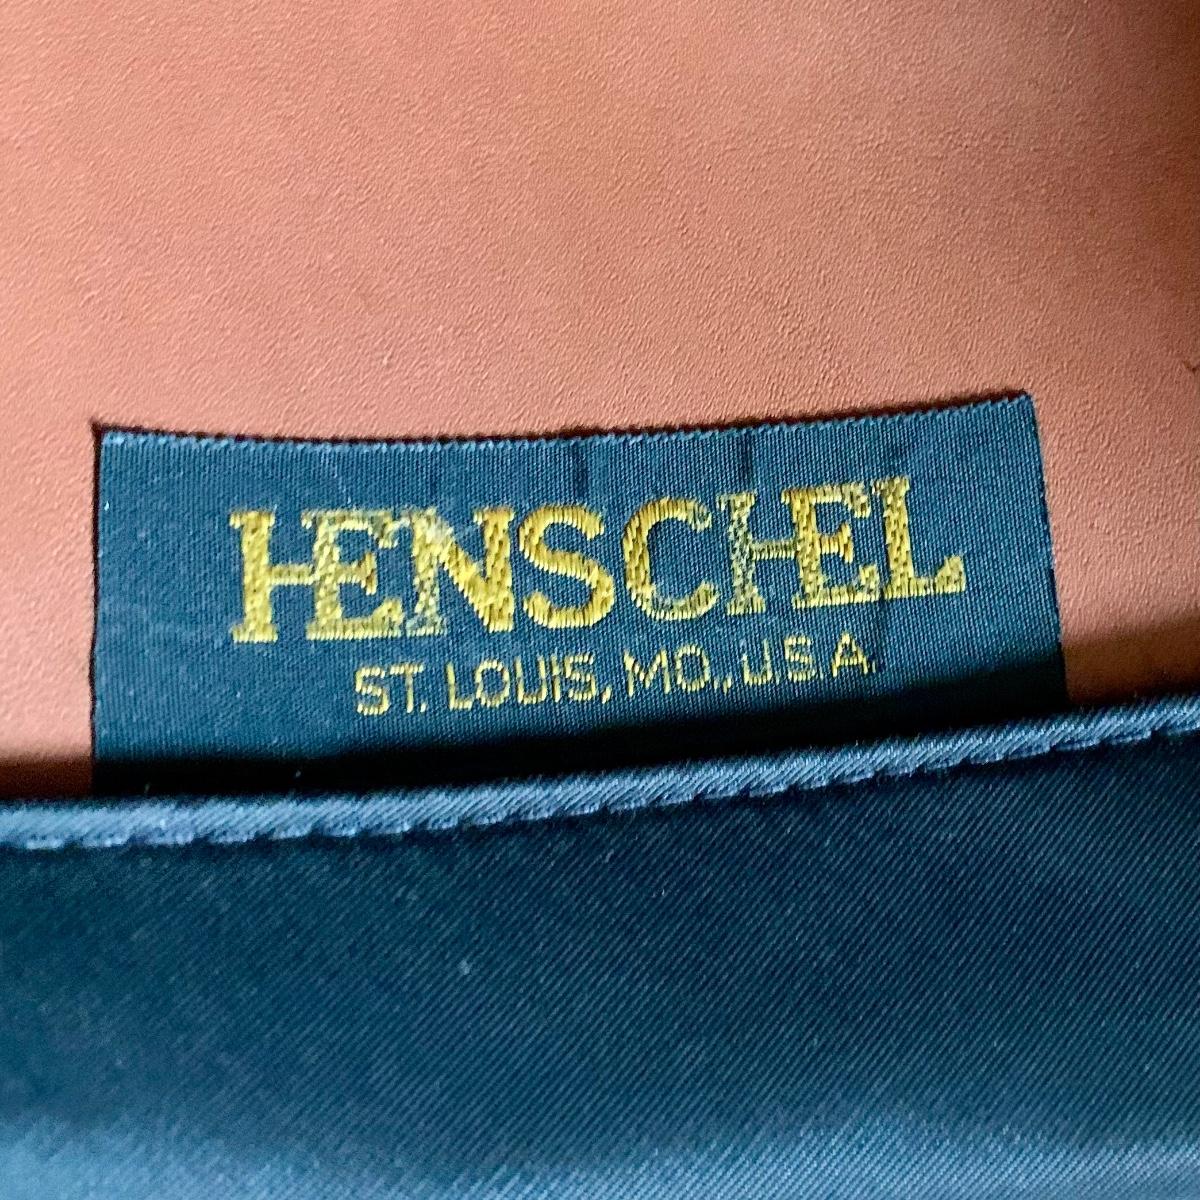 HENSCHEL
ST. LOUIS, MO., U.S.A.